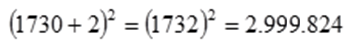 (1730 + 2)² = (1732)² = 2.999.824